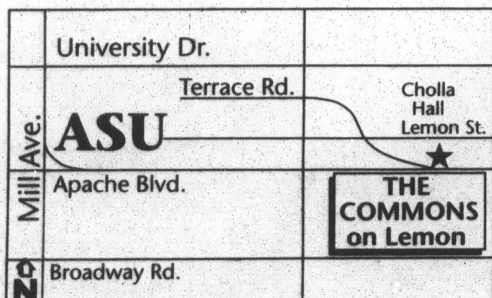 University Dr.
Terrace Rd.
Cholla
Hall
Lemon St.
ASU
Mill Ave.
Apache Blvd.
THE
COMMONS
on Lemon
Broadway Rd.
N